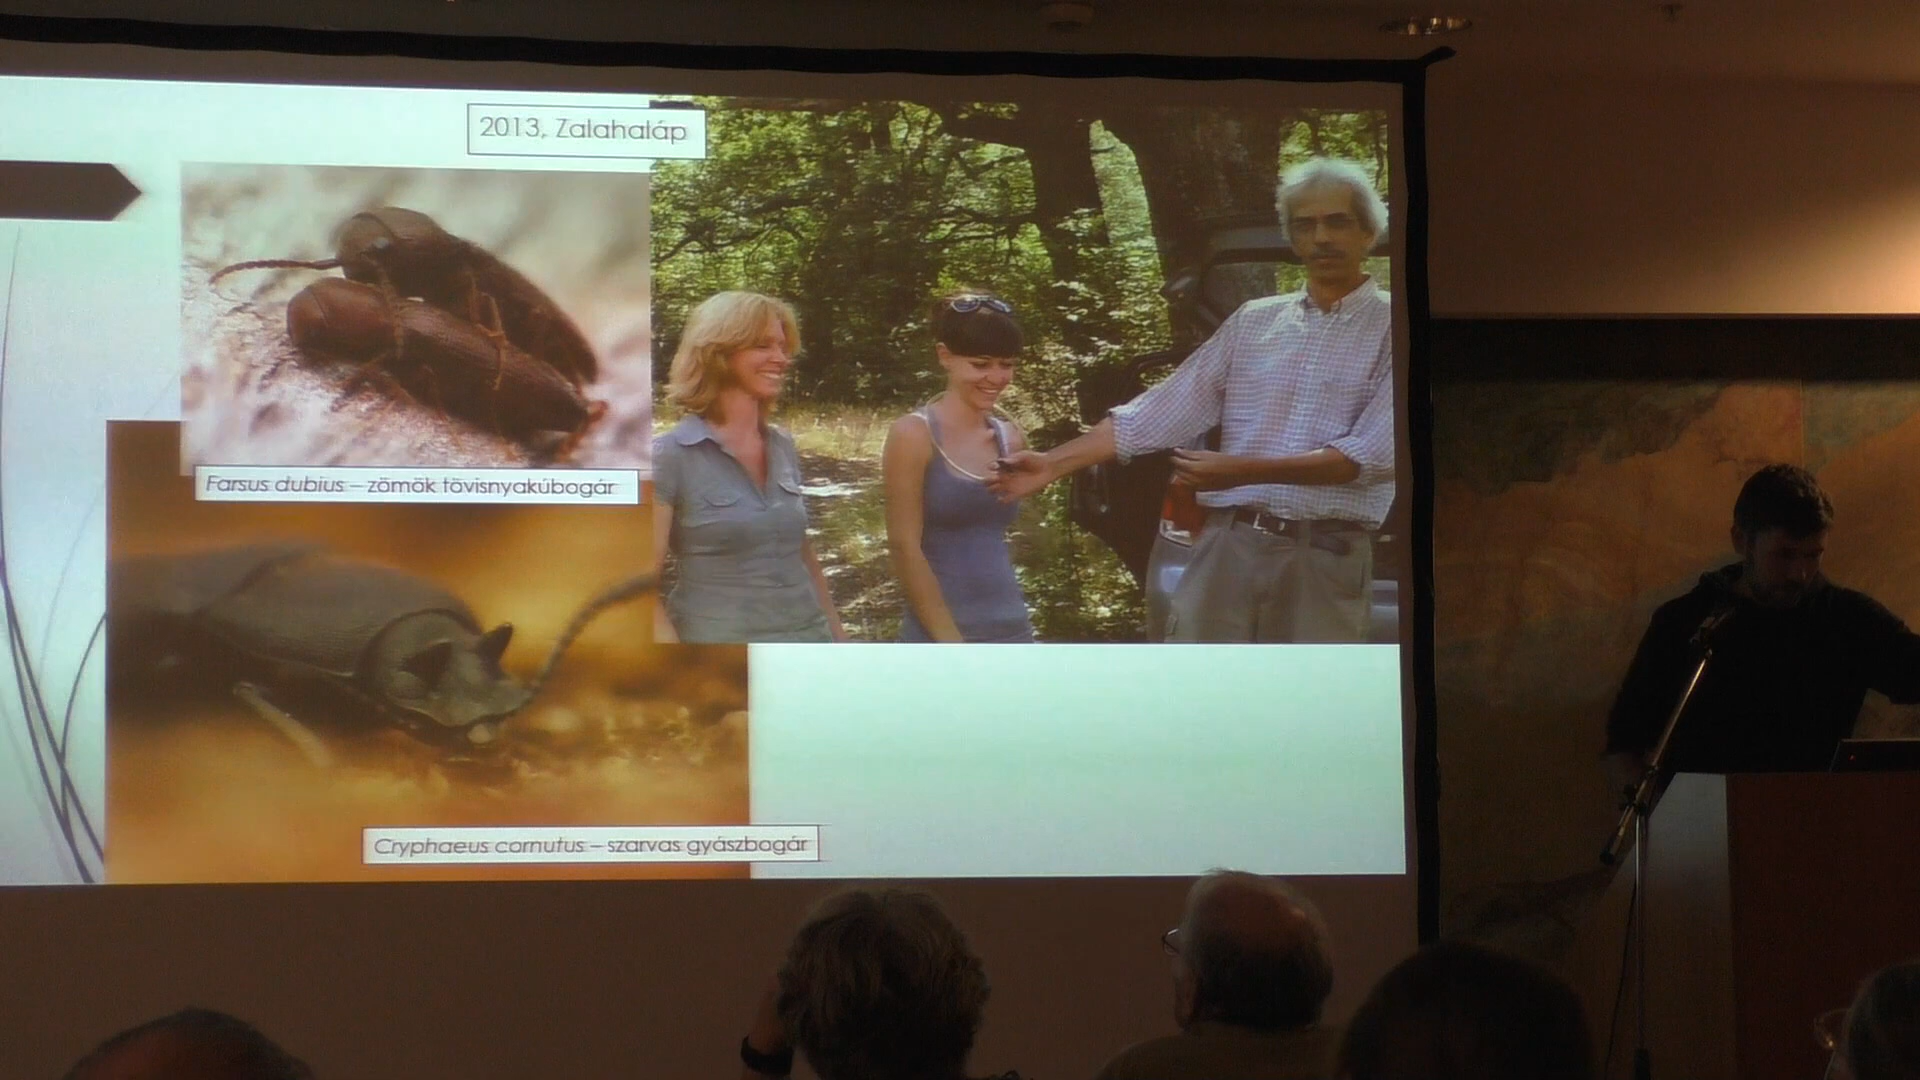 2013, Zalahaláp
Farsus dubius – zömök tövisnyakúbogár
Cryphaeus cornutus – szarvas gyászbogár